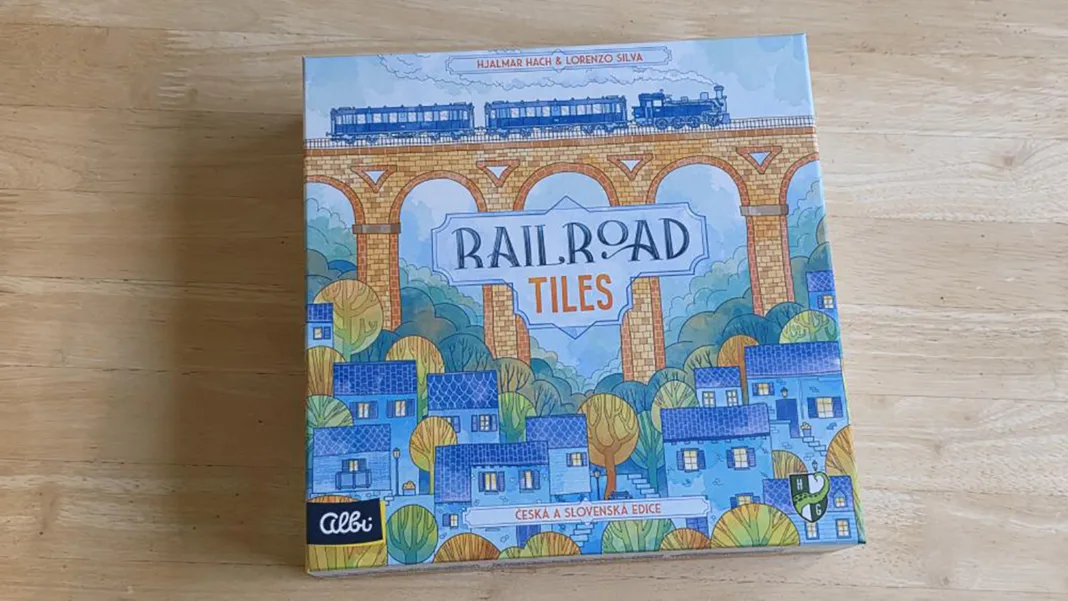 HJALMAR HACH & LORENZO SILVA
RAILROAD
TILES
ČESKÁ A SLOVENSKÁ EDICE
Albi
H G